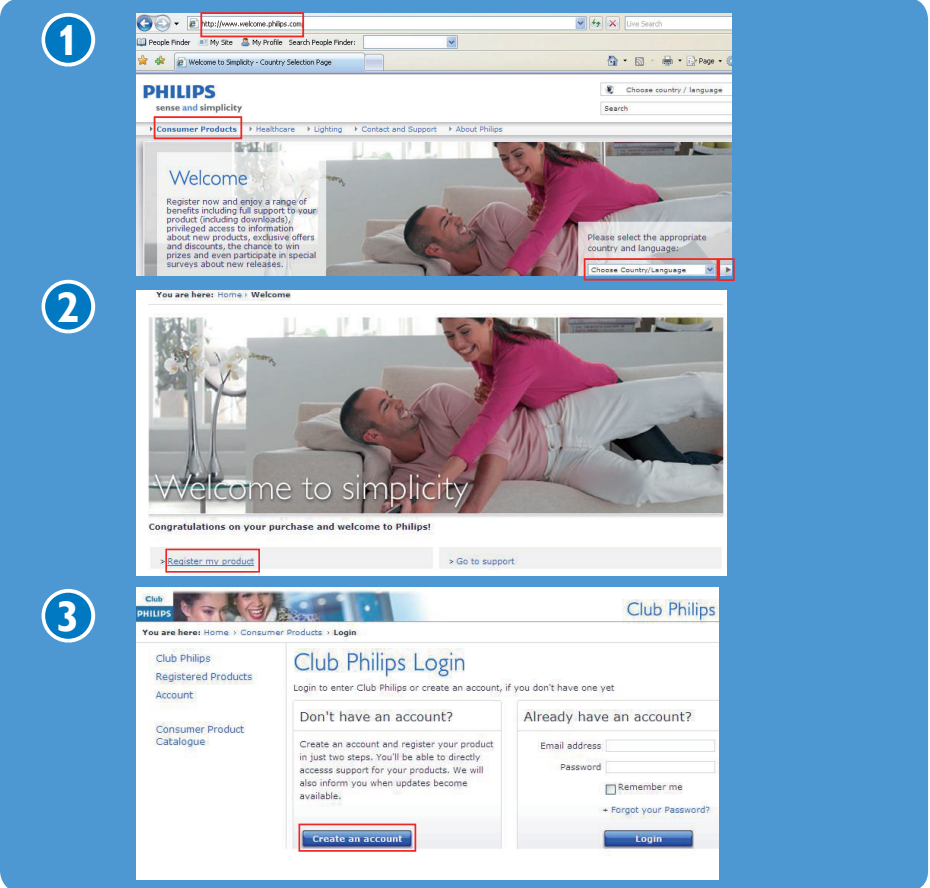 1
http://www.welcome.philips.com
Live Search
People Finder My Site My Profile Search People Finder:
Welcome to Simplicity - Country Selection Page
Page
PHILIPS
sense and simplicity
Choose country / language
Search
Consumer Products Healthcare Lighting Contact and Support About Philips
Welcome
Register now and enjoy a range of
benefits including full support to your
product (including downloads),
privileged access to information
about new products, exclusive offers
and discounts, the chance to win
prizes and even participate in special
surveys about new releases.
Please select the appropriate
country and language:
Choose Country/Language
2
You are here: Home › Welcome
Welcome to simplicity
Congratulations on your purchase and welcome to Philips!
> Register my product
> Go to support
3
Club
PHILIPS
Club Philips
You are here: Home › Consumer Products › Login
Club Philips
Registered Products
Account
Consumer Product
Catalogue
Club Philips Login
Login to enter Club Philips or create an account, if you don't have one yet
Don't have an account?
Create an account and register your product
in just two steps. You'll be able to directly
accesss support for your products. We will
also inform you when updates become
available.
Create an account
Already have an account?
Email address
Password
Remember me
Forgot your Password?
Login